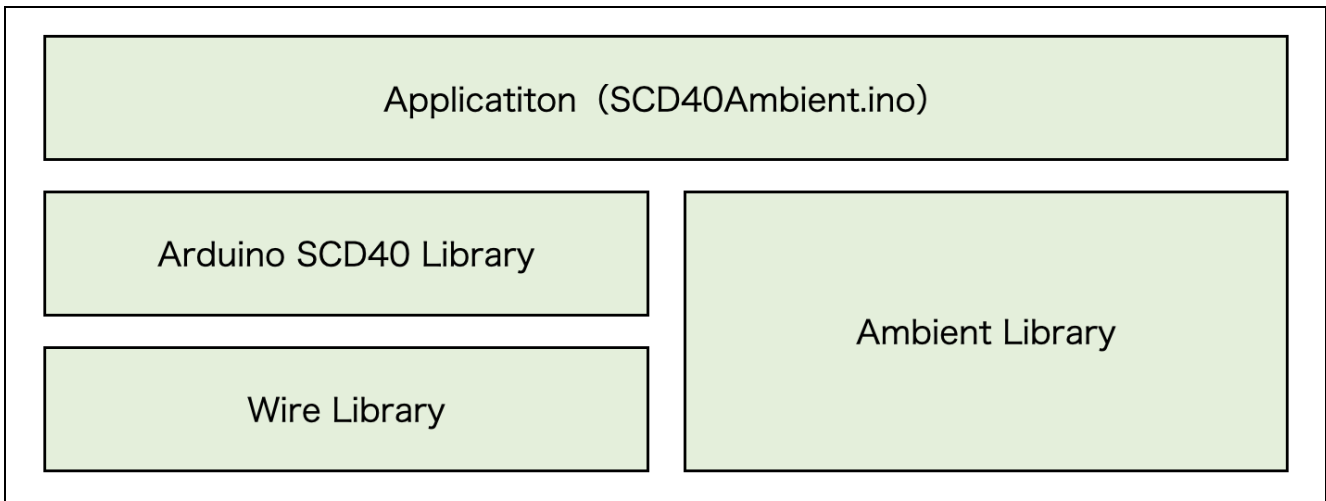 Applicatiton（SCD40Ambient.ino）
Arduino SCD40 Library
Ambient Library
Wire Library